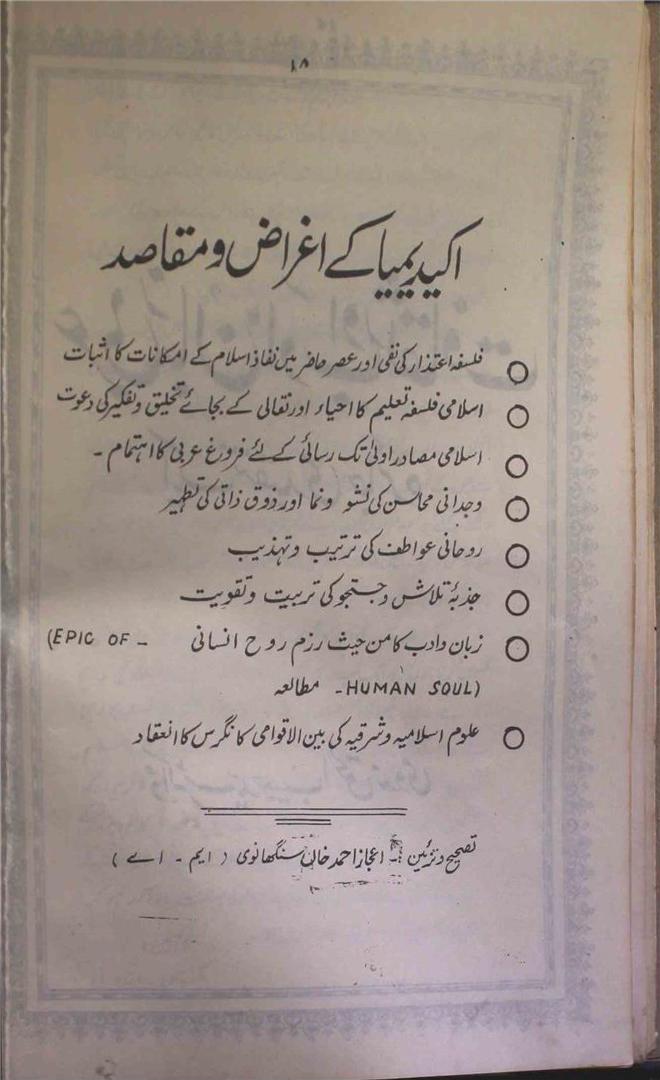 ۱۵
اکیڈیمیا کے اغراض و مقاصد
فلسفہ اعتذار کی نفی اور عصر حاضر میں نفاذ اسلام کے امکانات کا اثبات
اسلامی فلسفہ تعلیم کا احیاء اور نقالی کے بجائے تخلیق و تفکیر کی دعوت
اسلامی مصادر اولیٰ تک رسائی کے لئے فروغ عربی کا اہتمام ۔
وجدانی محاسن کی نشو و نما اور ذوق ذاتی کی تطہیر
روحانی عواطف کی ترتیب و تہذیب
جذبۂ تلاش و جستجو کی تربیت و تقویت
زبان و ادب کا من حیث رزم روح انسانی (EPIC OF -
HUMAN SOUL) - مطالعہ
علوم اسلامیہ و شرقیہ کی بین الاقوامی کانگرس کا انعقاد
تصحیح و تزئین ۔ اعجاز احمد خاں سنگھانوی ( ایم ۔ اے )